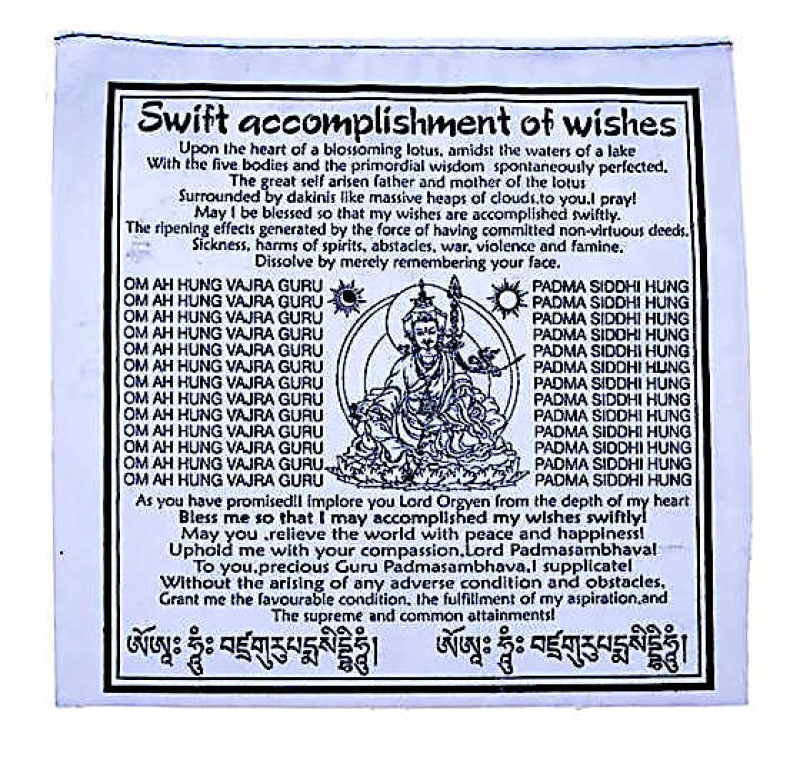 Swift accomplishment of wishes
Upon the heart of a blossoming lotus, amidst the waters of a lake
With the five bodies and the primordial wisdom spontaneously perfected.
The great self arisen father and mother of the lotus
Surrounded by dakinis like massive heaps of clouds,to you,I pray!
May I be blessed so that my wishes are accomplished swiftly.
The ripening effects generated by the force of having committed non-virtuous deeds.
Sickness, harms of spirits, abstacles, war, violence and famine.
Dissolve by merely remembering your face.
OM AH HUNG VAJRA GURU PADMA SIDDHI HUNG
OM AH HUNG VAJRA GURU PADMA SIDDHI HUNG
OM AH HUNG VAJRA GURU PADMA SIDDHI HUNG
OM AH HUNG VAJRA GURU PADMA SIDDHI HUNG
OM AH HUNG VAJRA GURU PADMA SIDDHI HUNG
OM AH HUNG VAJRA GURU PADMA SIDDHI HUNG
OM AH HUNG VAJRA GURU PADMA SIDDHI HUNG
OM AH HUNG VAJRA GURU PADMA SIDDHI HUNG
OM AH HUNG VAJRA GURU PADMA SIDDHI HUNG
OM AH HUNG VAJRA GURU PADMA SIDDHI HUNG
OM AH HUNG VAJRA GURU PADMA SIDDHI HUNG
OM AH HUNG VAJRA GURU PADMA SIDDHI HUNG
OM AH HUNG VAJRA GURU PADMA SIDDHI HUNG
As you have promised!I implore you Lord Orgyen from the depth of my heart
Bless me so that I may accomplished my wishes swiftly!
May you ,relieve the world with peace and happiness!
Uphold me with your compassion,Lord Padmasambhava!
To you,precious Guru Padmasambhava,I supplicate!
Without the arising of any adverse condition and obstacles,
Grant me the favourable condition, the fulfillment of my aspiration,and
The supreme and common attainments!
ༀ་ཨཱཿ་ཧཱུྃ་བཛྲ་གུ་རུ་པདྨ་སིདྡྷི་ཧཱུྃ། ༀ་ཨཱཿ་ཧཱུྃ་བཛྲ་གུ་རུ་པདྨ་སིདྡྷི་ཧཱུྃ།